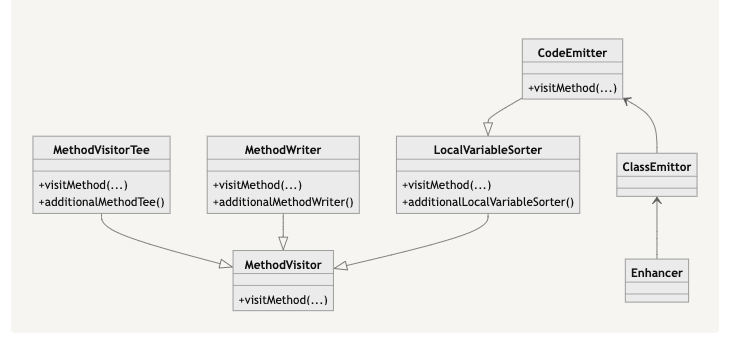 CodeEmitter
+visitMethod(...)
MethodVisitorTee
+visitMethod(...)
+additionalMethodTee()
MethodWriter
+visitMethod(...)
+additionalMethodWriter()
LocalVariableSorter
+visitMethod(...)
+additionalLocalVariableSorter()
ClassEmittor
MethodVisitor
+visitMethod(...)
Enhancer